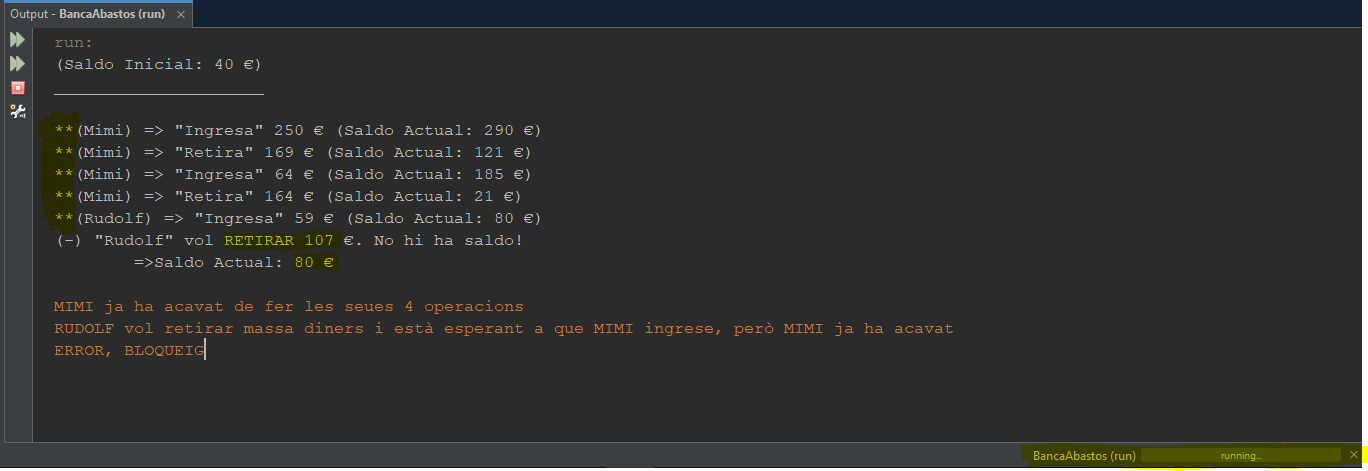 Output - BancaAbastos (run) ×
run:
(Saldo Inicial: 40 €)
_____________________
**(Mimi) => "Ingresa" 250 € (Saldo Actual: 290 €)
**(Mimi) => "Retira" 169 € (Saldo Actual: 121 €)
**(Mimi) => "Ingresa" 64 € (Saldo Actual: 185 €)
**(Mimi) => "Retira" 164 € (Saldo Actual: 21 €)
**(Rudolf) => "Ingresa" 59 € (Saldo Actual: 80 €)
(-) "Rudolf" vol RETIRAR 107 €. No hi ha saldo!
=>Saldo Actual: 80 €
MIMI ja ha acavat de fer les seues 4 operacions
RUDOLF vol retirar massa diners i està esperant a que MIMI ingrese, però MIMI ja ha acavat
ERROR, BLOQUEIG
BancaAbastos (run) running... ×